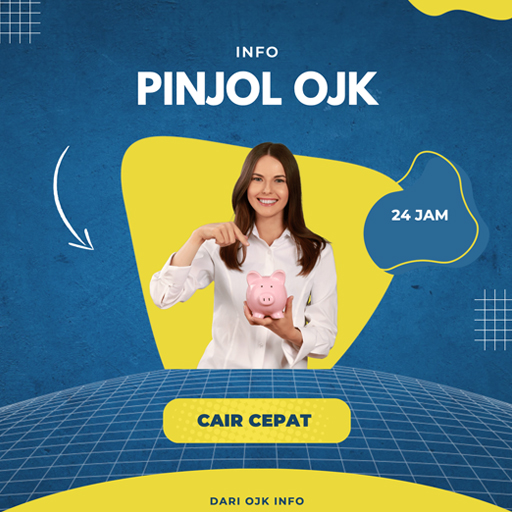 INFO
PINJOL OJK
24 JAM
CAIR CEPAT
DARI OJK INFO